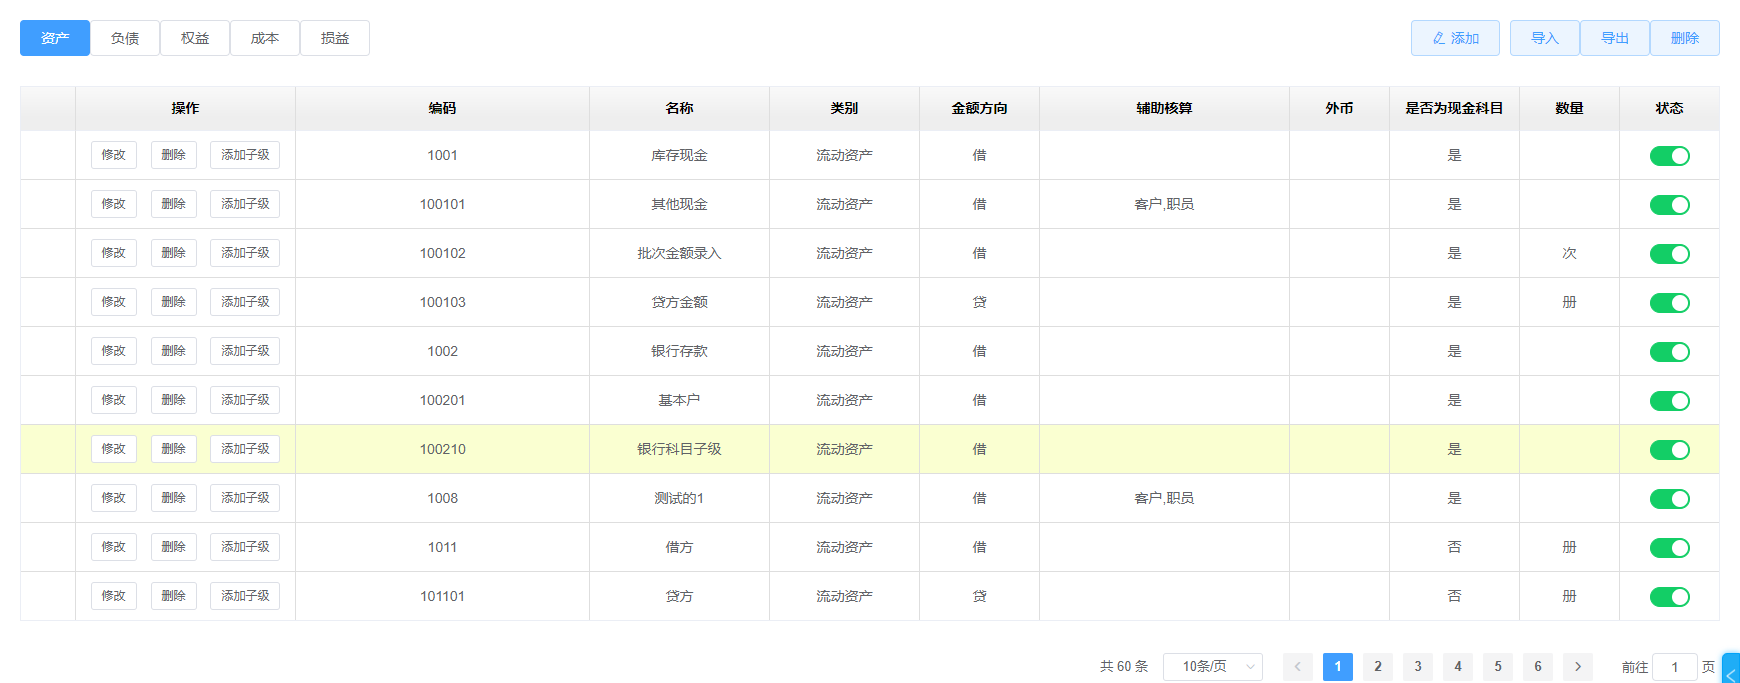 资产 负债 权益 成本 损益 添加 导入 导出 删除
操作 编码 名称 类别 金额方向 辅助核算 外币 是否为现金科目 数量 状态
修改 删除 添加子级 1001 库存现金 流动资产 借 是
修改 删除 添加子级 100101 其他现金 流动资产 借 客户,职员 是
修改 删除 添加子级 100102 批次金额录入 流动资产 借 是 次
修改 删除 添加子级 100103 贷方金额 流动资产 贷 是 册
修改 删除 添加子级 1002 银行存款 流动资产 借 是
修改 删除 添加子级 100201 基本户 流动资产 借 是
修改 删除 添加子级 100210 银行科目子级 流动资产 借 是
修改 删除 添加子级 1008 测试的1 流动资产 借 客户,职员 是
修改 删除 添加子级 1011 借方 流动资产 借 否 册
修改 删除 添加子级 101101 贷方 流动资产 贷 否 册
共 60 条 10条/页 1 2 3 4 5 6 前往 1 页